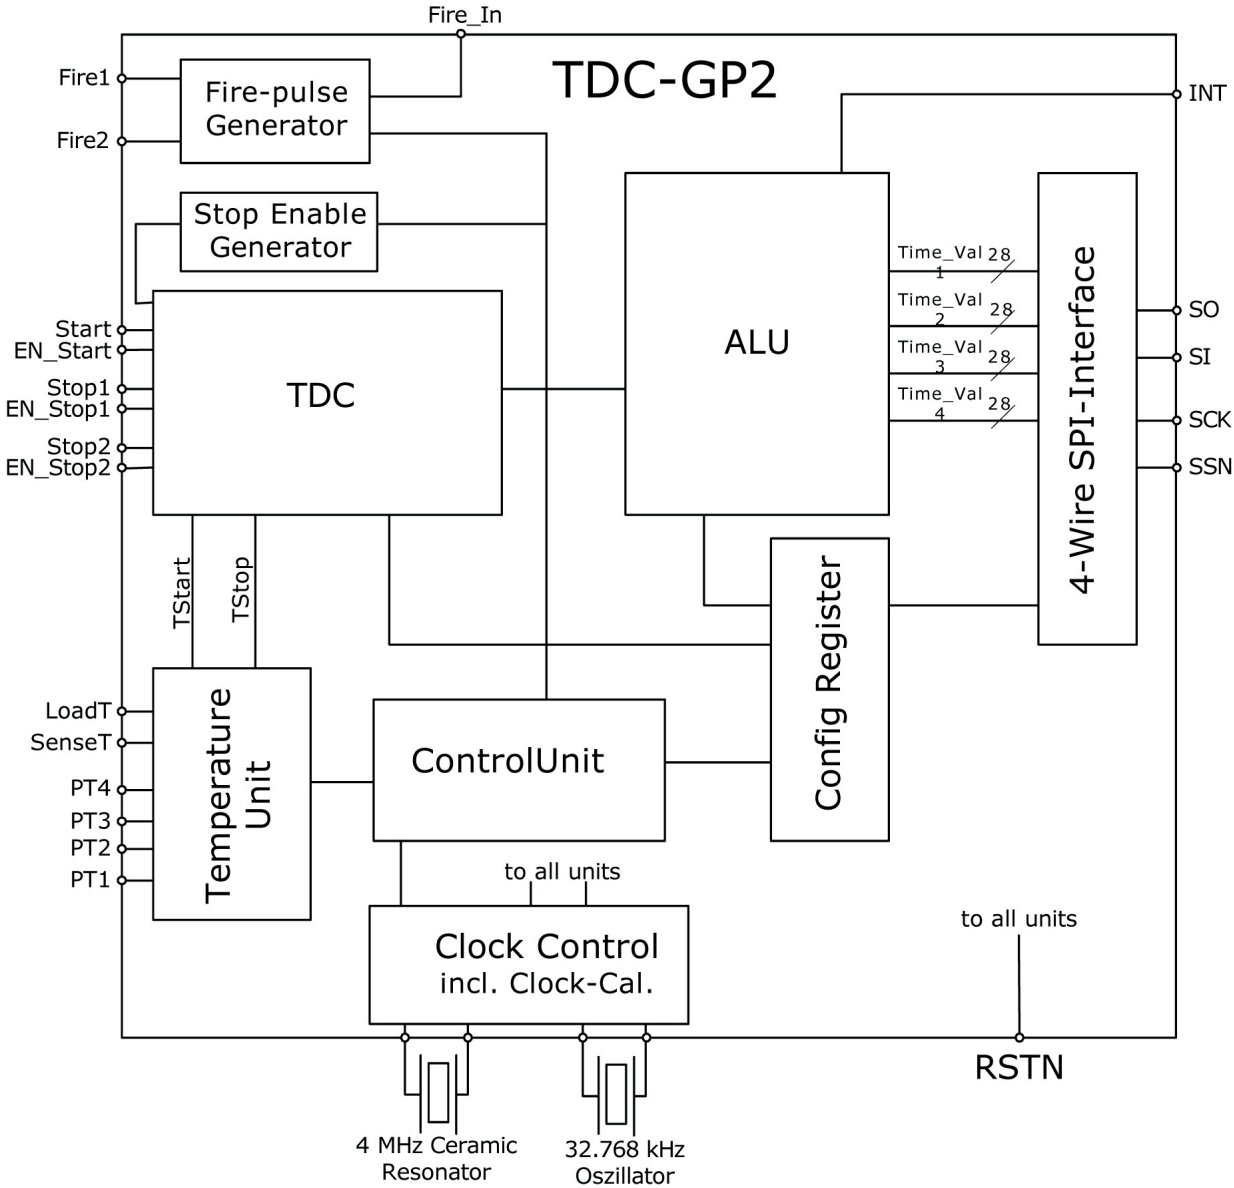 Fire_In
TDC-GP2
Fire1
Fire2
Fire-pulse
Generator
INT
Stop Enable
Generator
Start
EN_Start
Stop1
EN_Stop1
Stop2
EN_Stop2
TDC
ALU
Time_Val 28
1
Time_Val 28
2
Time_Val 28
3
Time_Val 28
4
4-Wire SPI-Interface
SO
SI
SCK
SSN
TStart
TStop
Config Register
LoadT
SenseT
PT4
PT3
PT2
PT1
Temperature
Unit
ControlUnit
to all units
Clock Control
incl. Clock-Cal.
to all units
RSTN
4 MHz Ceramic
Resonator
32.768 kHz
Oszillator